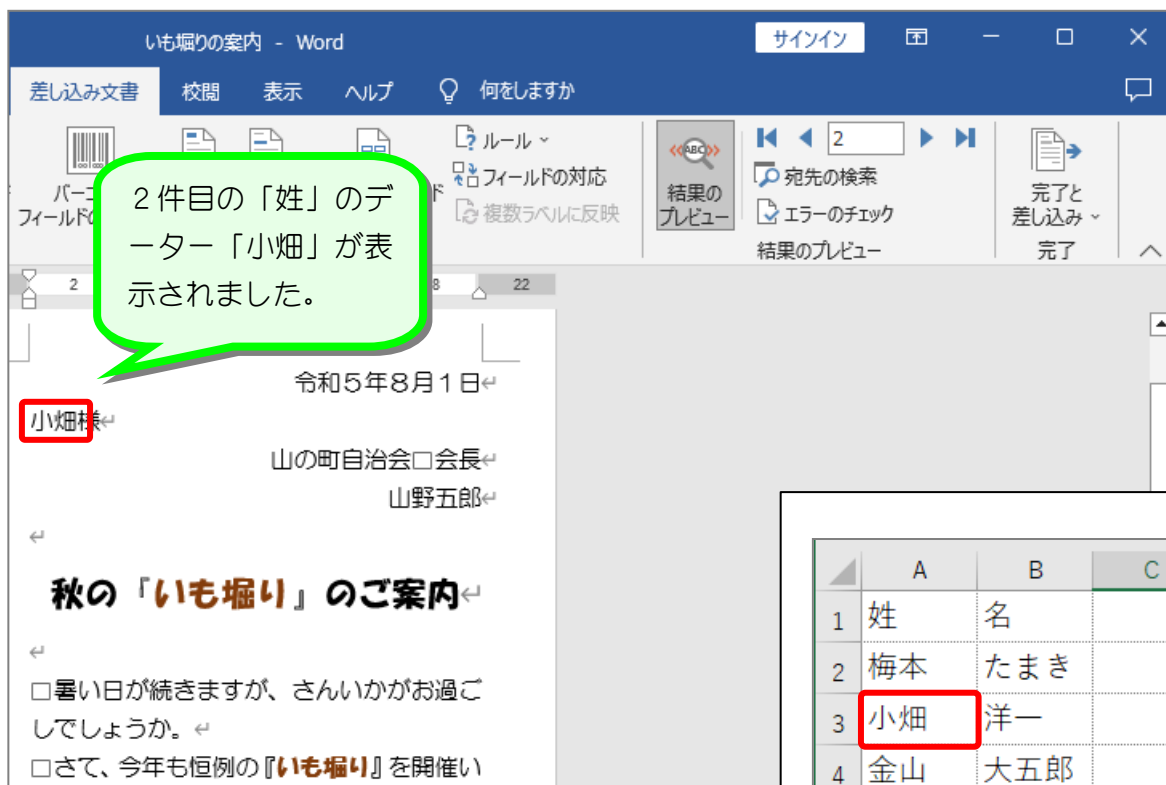 いも堀りの案内 - Word
サインイン
差し込み文書 校閲 表示 ヘルプ 何をしますか
ルール
フィールドの対応
複数ラベルに反映
«ABC»
結果の
プレビュー
2
宛先の検索
エラーのチェック
結果のプレビュー
完了と
差し込み
完了
2件目の「姓」のデ
ーター「小畑」が表
示されました。
2
8
22
令和5年8月1日↵
小畑様↵
山の町自治会□会長↵
山野五郎↵
↵
秋の『いも堀り』のご案内↵
↵
□暑い日が続きますが、さんいかがお過ご
しでしょうか。↵
□さて、今年も恒例の『いも堀り』を開催い
A B C
1 姓 名
2 梅本 たまき
3 小畑 洋一
4 金山 大五郎